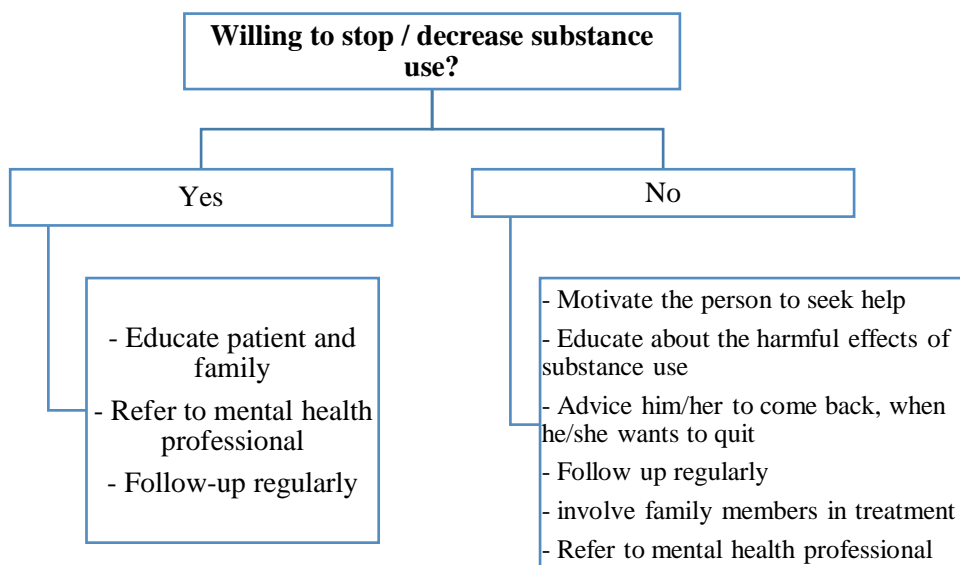 Willing to stop / decrease substance
use?
Yes
No
- Educate patient and
family
- Refer to mental health
professional
- Follow-up regularly
- Motivate the person to seek help
- Educate about the harmful effects of
substance use
- Advice him/her to come back, when
he/she wants to quit
- Follow up regularly
- involve family members in treatment
- Refer to mental health professional